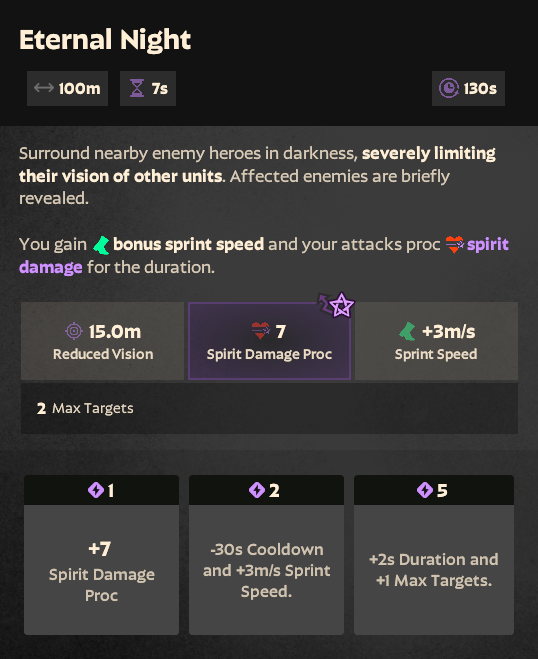 Eternal Night
100m 7s 130s
Surround nearby enemy heroes in darkness, severely limiting
their vision of other units. Affected enemies are briefly
revealed.
You gain bonus sprint speed and your attacks proc spirit
damage for the duration.
15.0m 7 +3m/s
Reduced Vision Spirit Damage Proc Sprint Speed
2 Max Targets
1 2 5
+7
Spirit Damage
Proc
-30s Cooldown
and +3m/s Sprint
Speed.
+2s Duration and
+1 Max Targets.